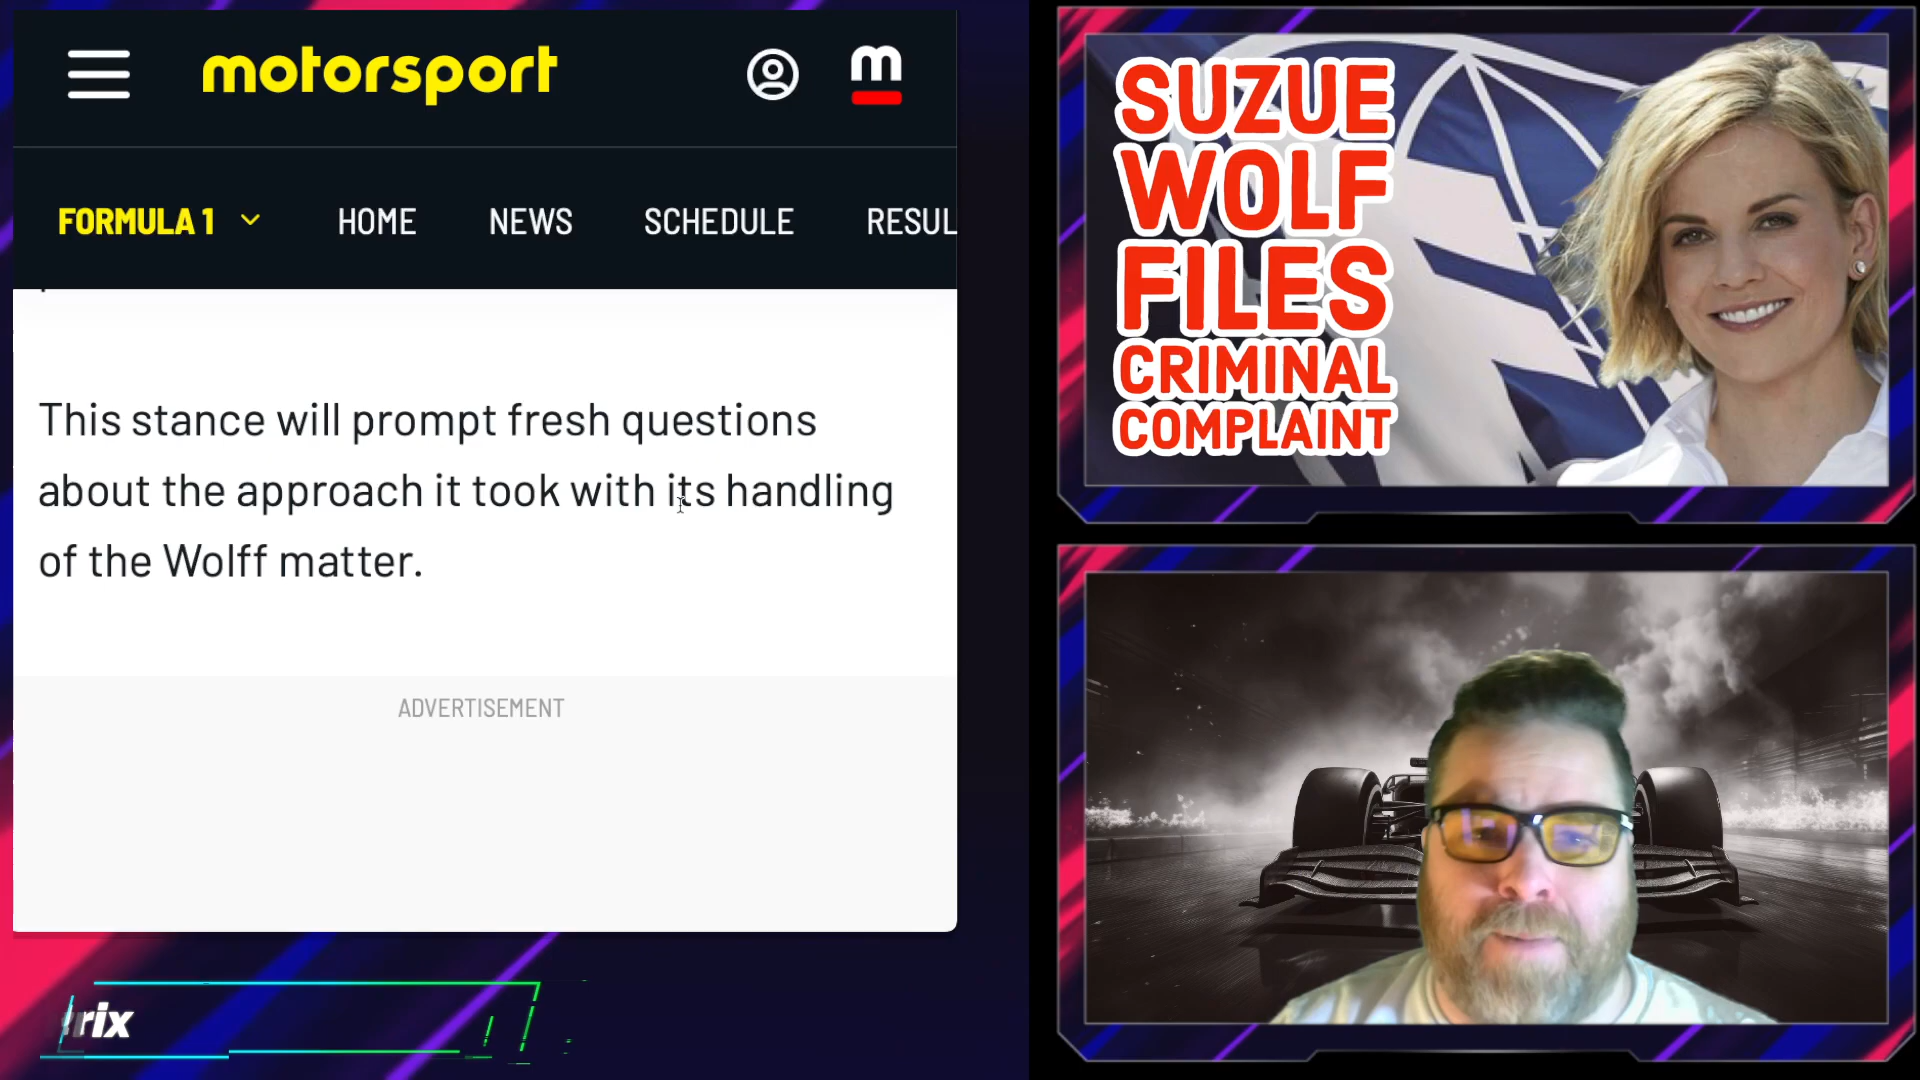 motorsport
m
FORMULA 1
HOME
NEWS
SCHEDULE
RESUL
This stance will prompt fresh questions
about the approach it took with its handling
of the Wolff matter.
ADVERTISEMENT
SUZUE
WOLF
FILES
CRIMINAL
COMPLAINT
rix